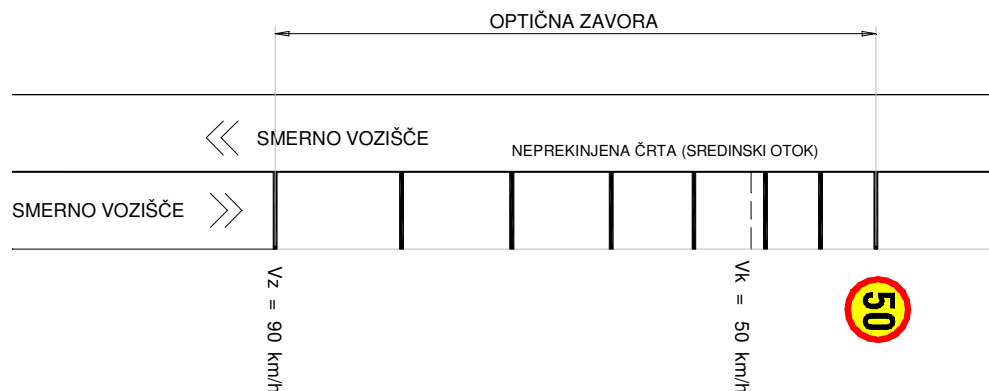 OPTIČNA ZAVORA
SMERNO VOZIŠČE
NEPREKINJENA ČRTA (SREDINSKI OTOK)
SMERNO VOZIŠČE
Vz = 90 km/h
Vk = 50 km/h
50